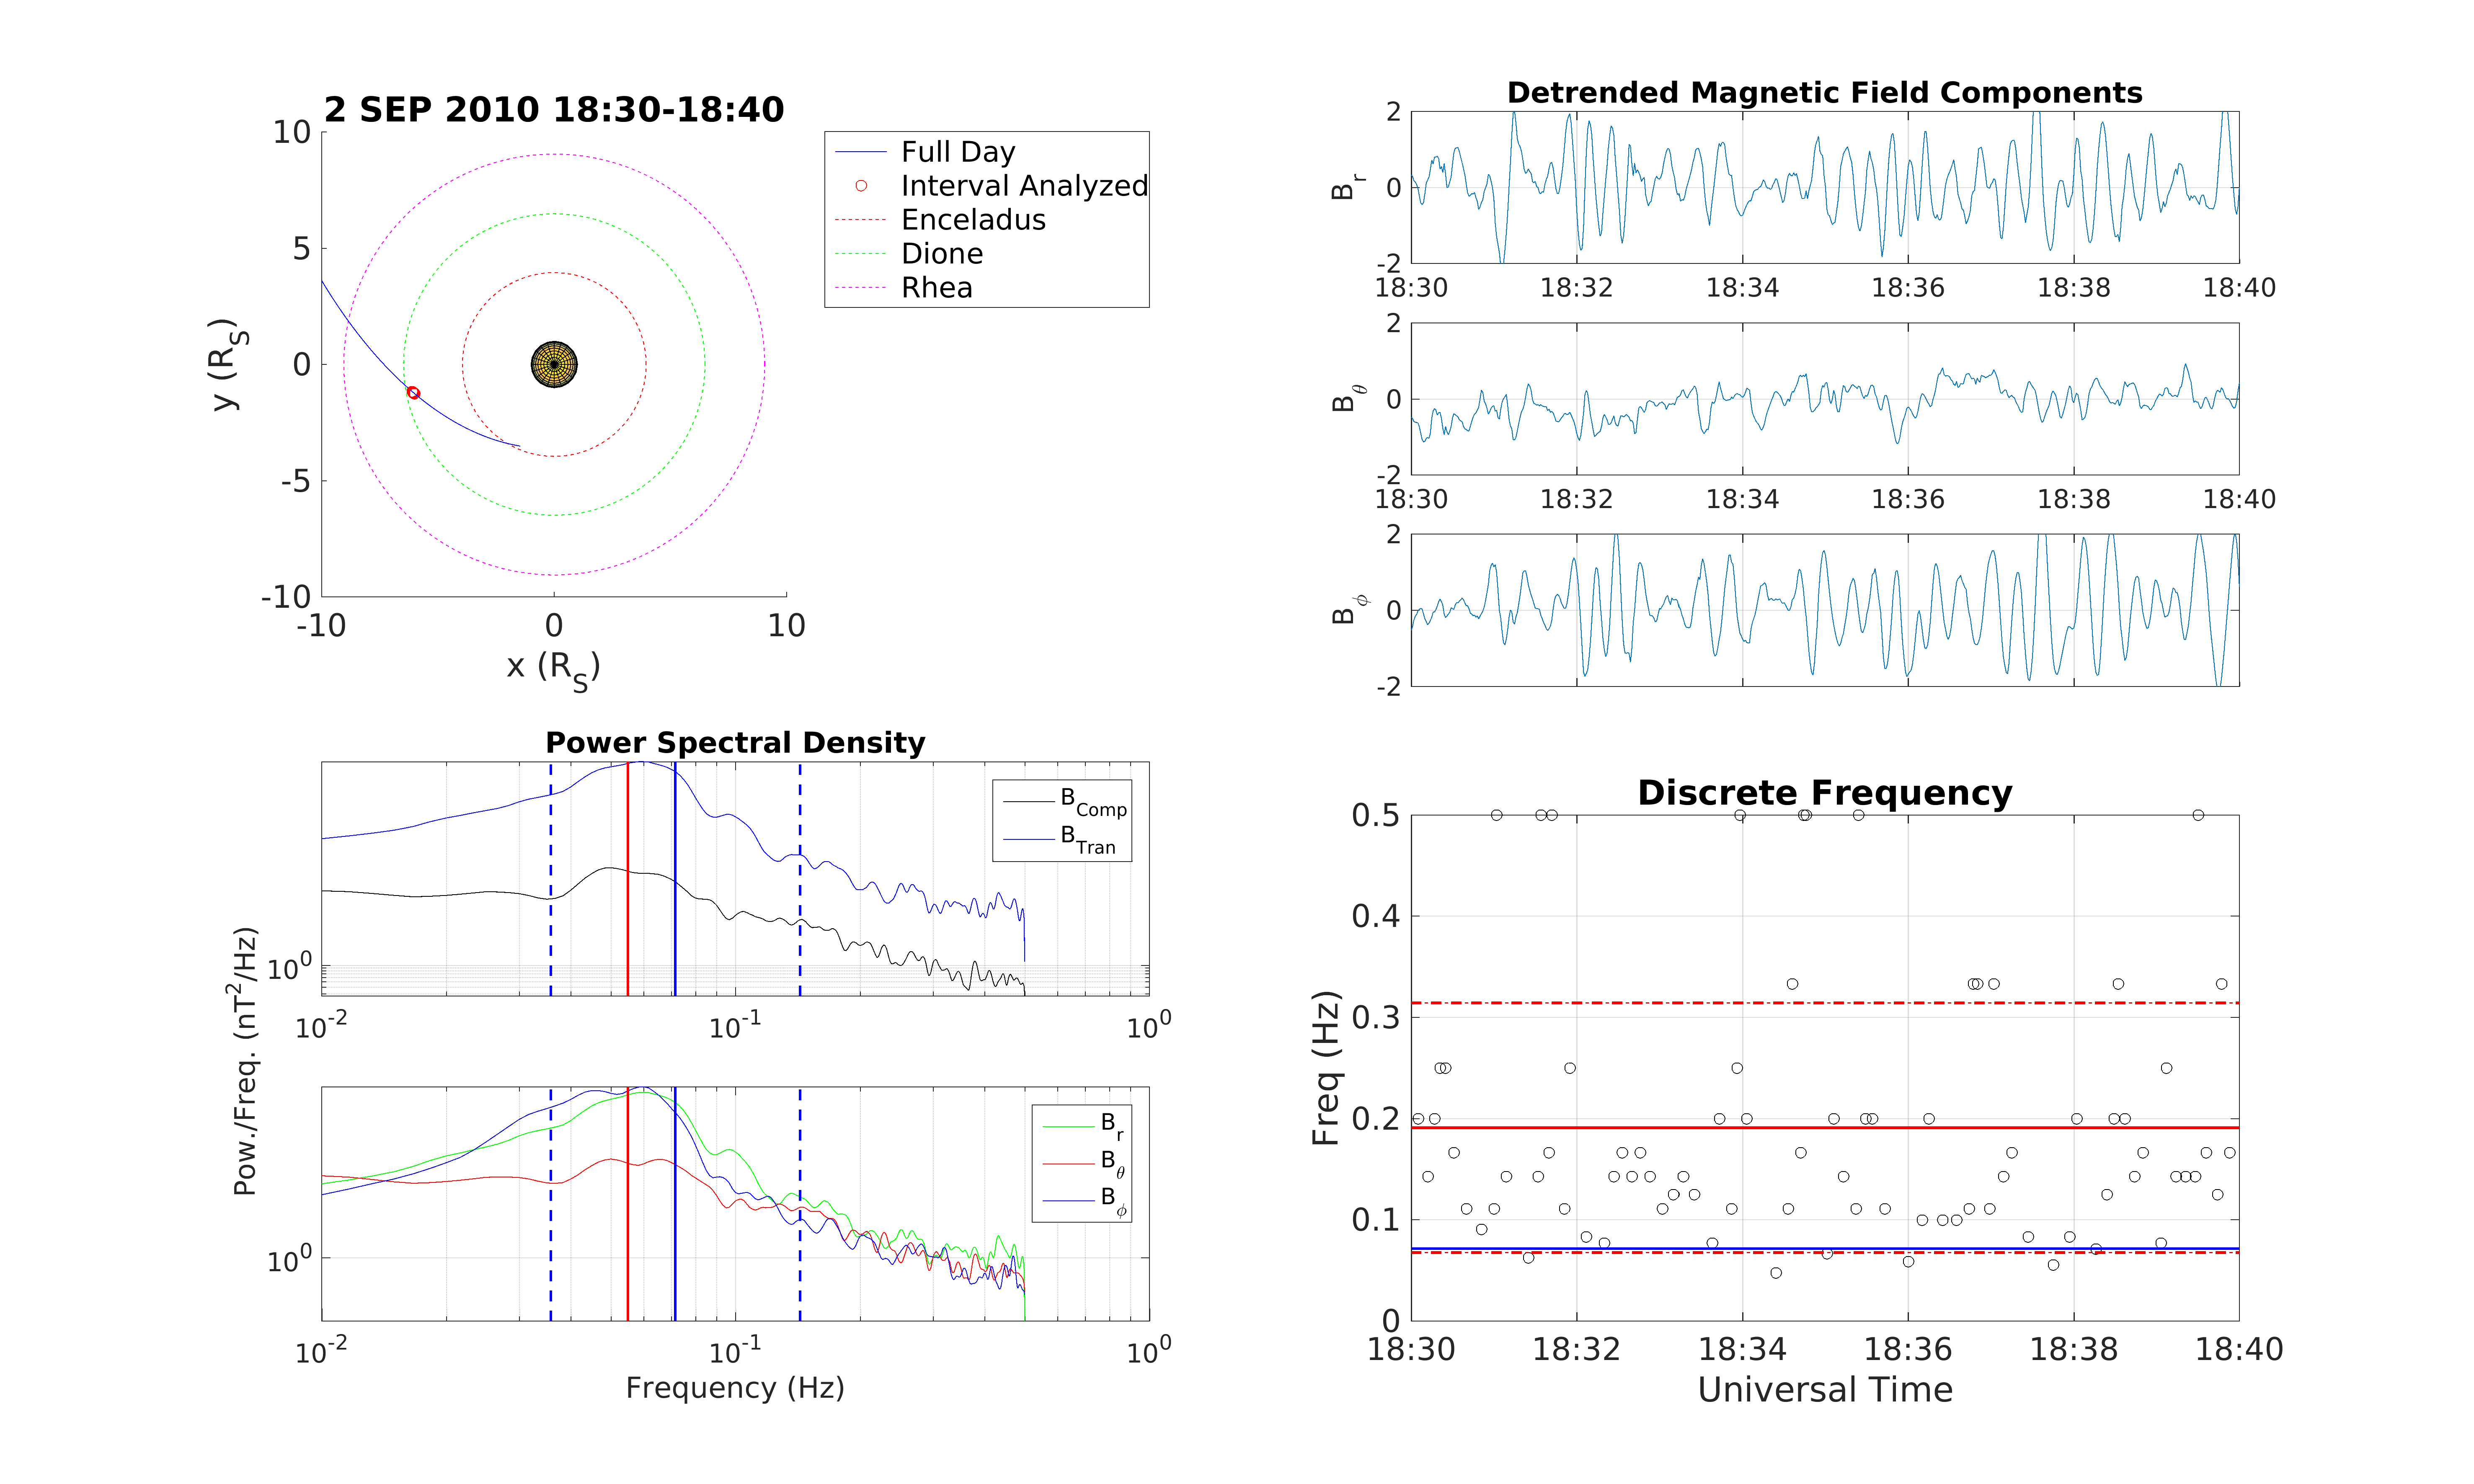 2 SEP 2010 18:30-18:40
10
5
0
-5
-10
-10 0 10
y (R_S)
x (R_S)
Full Day
Interval Analyzed
Enceladus
Dione
Rhea
Detrended Magnetic Field Components
B_r
2
0
-2
18:30 18:32 18:34 18:36 18:38 18:40
B_θ
2
0
-2
18:30 18:32 18:34 18:36 18:38 18:40
B_ϕ
2
0
-2
Power Spectral Density
B_Comp
B_Tran
10^0
10^-2 10^-1 10^0
Pow./Freq. (nT^2/Hz)
B_r
B_θ
B_ϕ
10^0
10^-2 10^-1 10^0
Frequency (Hz)
Discrete Frequency
Freq (Hz)
0.5
0.4
0.3
0.2
0.1
0
18:30 18:32 18:34 18:36 18:38 18:40
Universal Time